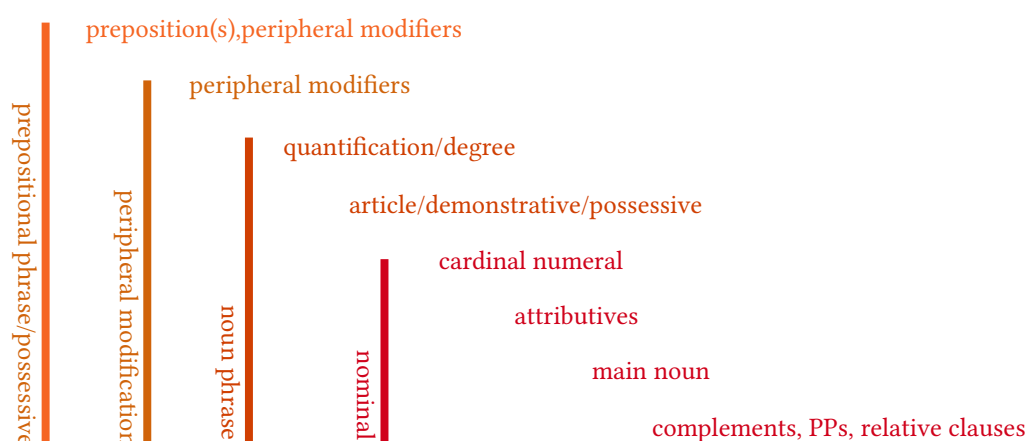 preposition(s),peripheral modifiers
peripheral modifiers
quantification/degree
article/demonstrative/possessive
cardinal numeral
attributives
main noun
complements, PPs, relative clauses
prepositional phrase/possessive
peripheral modification
noun phrase
nominal